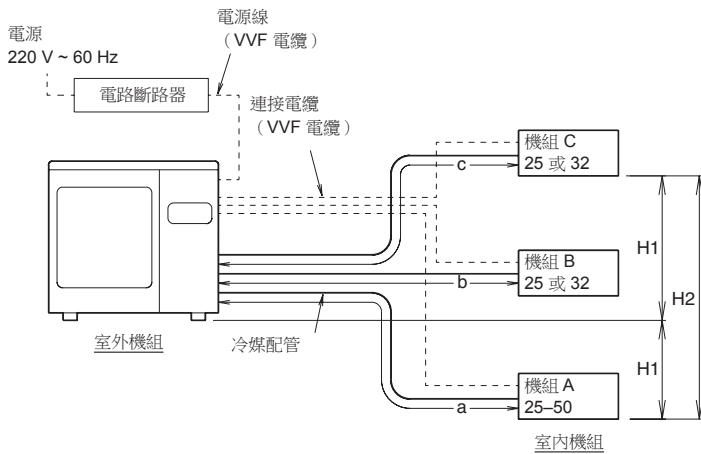 電源
220 V ~ 60 Hz
電源線
（VVF 電纜）
電路斷路器
連接電纜
（VVF 電纜）
機組 C
25 或 32
c
H1
機組 B
25 或 32
b
H2
室外機組
冷媒配管
H1
機組 A
25–50
a
室內機組